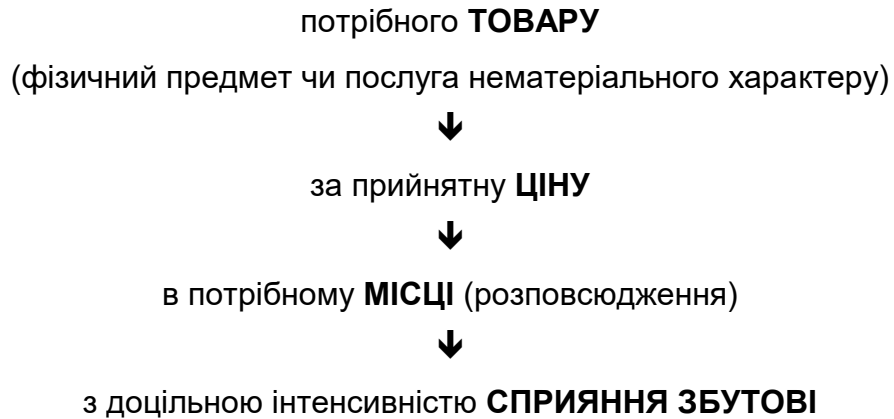 потрібного ТОВАРУ
(фізичний предмет чи послуга нематеріального характеру)
🡻
за прийнятну ЦІНУ
🡻
в потрібному МІСЦІ (розповсюдження)
🡻
з доцільною інтенсивністю СПРИЯННЯ ЗБУТОВІ